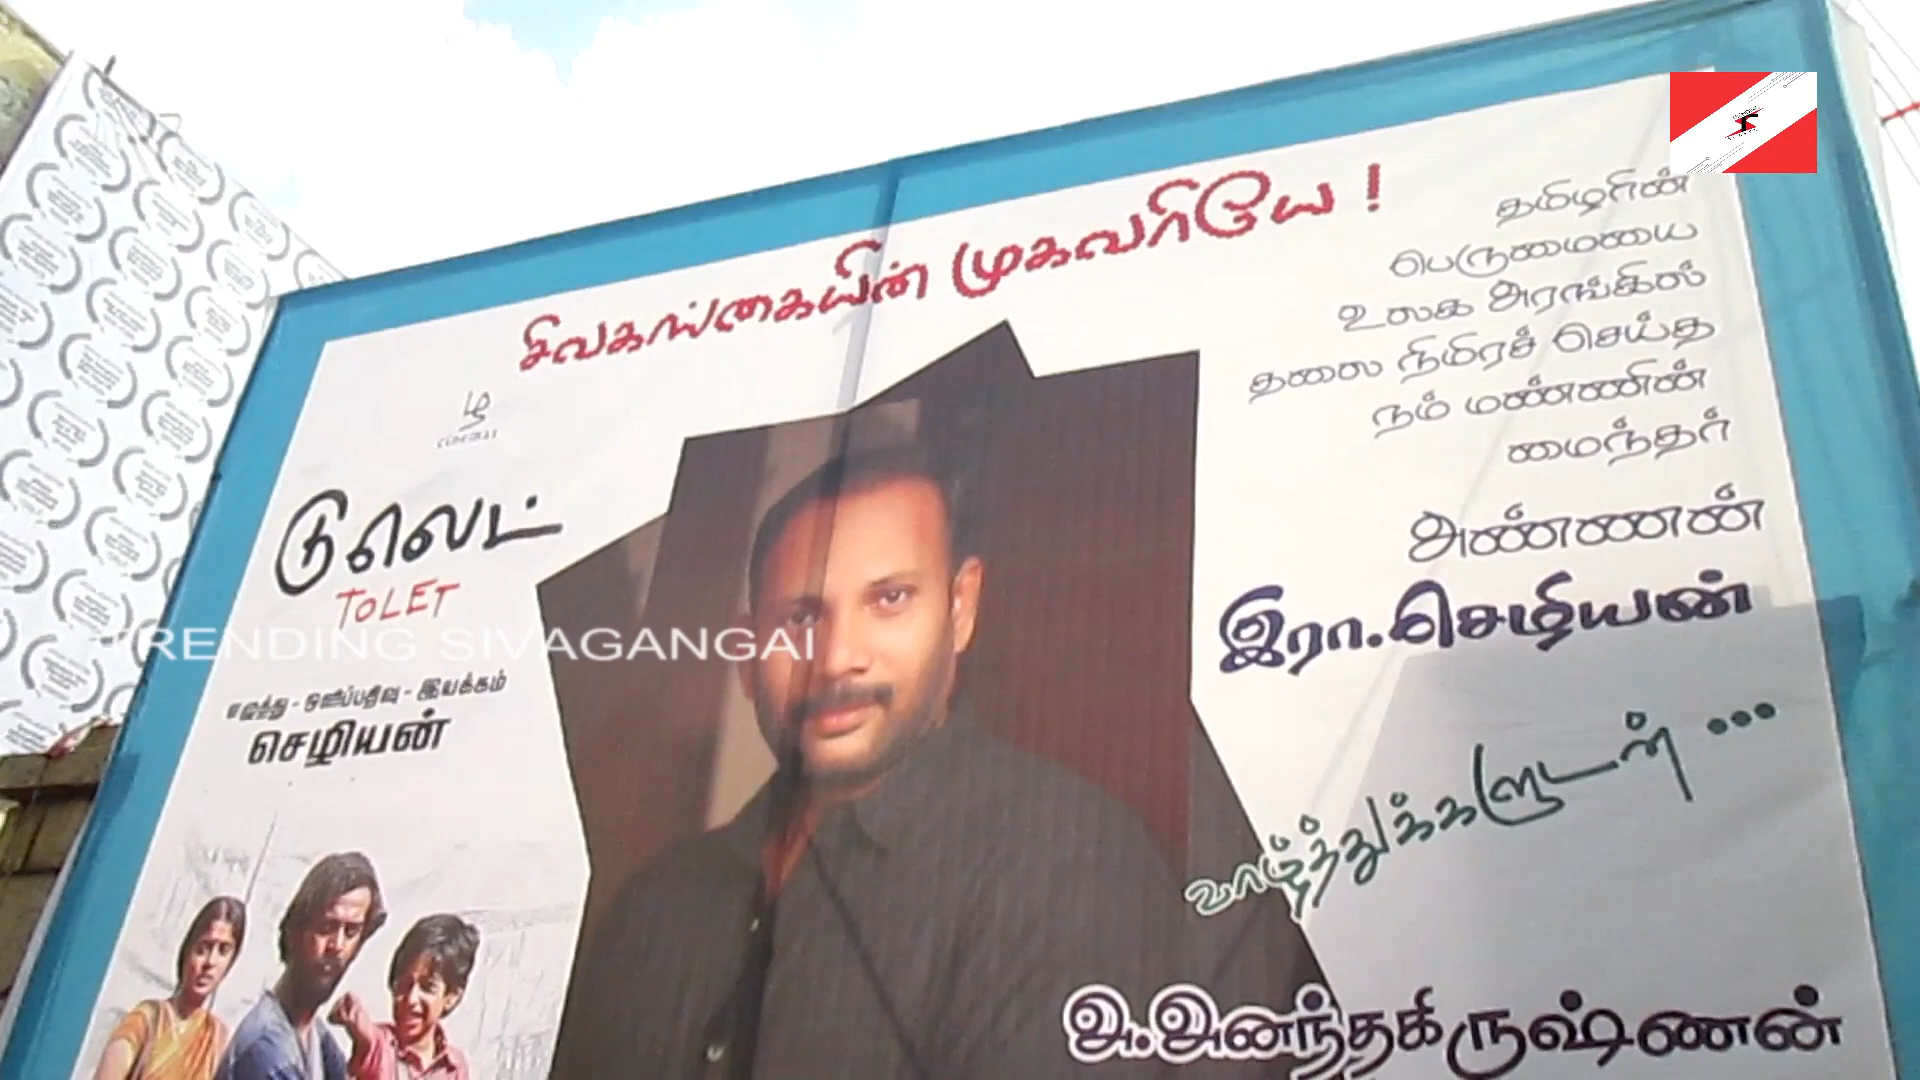 சிவகங்கையின் முகவரியே !
தமிழரின்
பெருமையை
உலக அரங்கில்
தலை நிமிரச் செய்த
நம் மண்ணின்
மைந்தர்
அண்ணன்
இரா.செழியன்
வாழ்த்துக்களுடன் ...
அ.அனந்தகிருஷ்ணன்
ழ
cinemas
டுலெட்
TOLET
TRENDING SIVAGANGAI
எழுத்து - ஒளிப்பதிவு - இயக்கம்
செழியன்